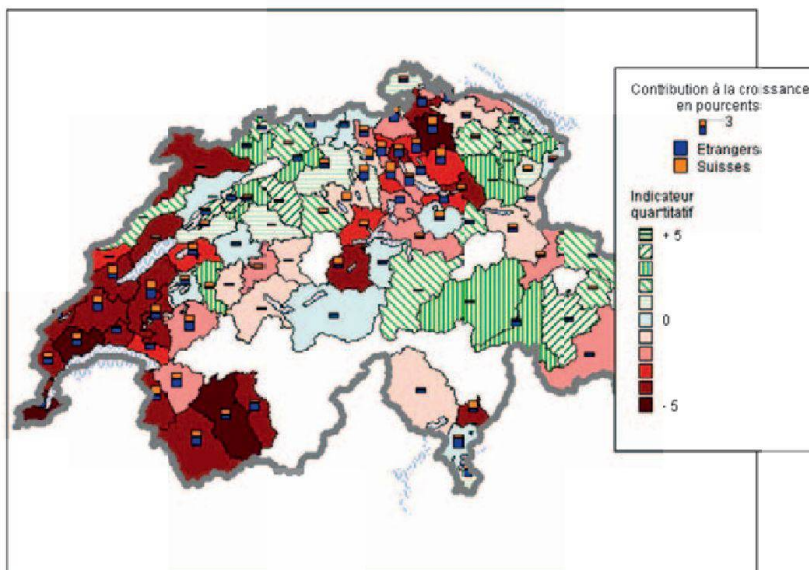 Contribution à la croissance
en pourcents
3
Etrangers
Suisses
Indicateur
quantitatif
+ 5
0
- 5